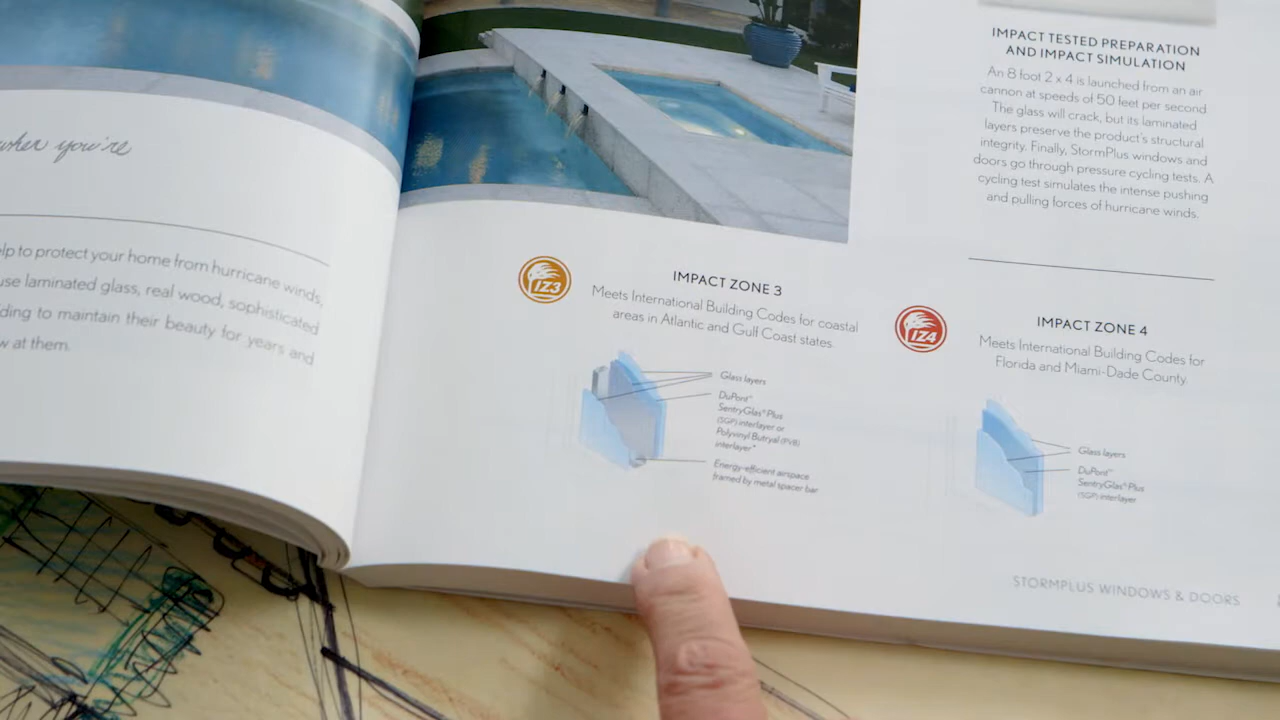 when you're
elp to protect your home from hurricane winds,
use laminated glass, real wood, sophisticated
ding to maintain their beauty for years and
w at them.
IZ3
IMPACT ZONE 3
Meets International Building Codes for coastal
areas in Atlantic and Gulf Coast states.
Glass layers
DuPont™
SentryGlas® Plus
(SGP) interlayer or
Polyvinyl Butryal (PVB)
interlayer*
Energy-efficient airspace
framed by metal spacer bar
IMPACT TESTED PREPARATION
AND IMPACT SIMULATION
An 8 foot 2 x 4 is launched from an air
cannon at speeds of 50 feet per second.
The glass will crack, but its laminated
layers preserve the product's structural
integrity. Finally, StormPlus windows and
doors go through pressure cycling tests. A
cycling test simulates the intense pushing
and pulling forces of hurricane winds.
IZ4
IMPACT ZONE 4
Meets International Building Codes for
Florida and Miami-Dade County.
Glass layers
DuPont™
SentryGlas® Plus
(SGP) interlayer
STORMPLUS WINDOWS & DOORS